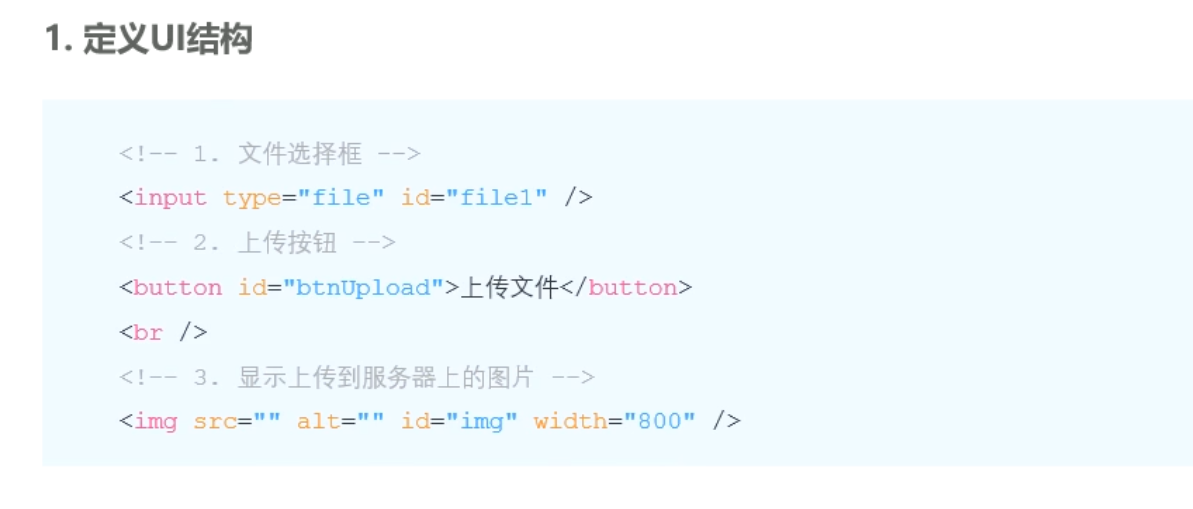 1. 定义UI结构
<!-- 1. 文件选择框 -->
<input type="file" id="file1" />
<!-- 2. 上传按钮 -->
<button id="btnUpload">上传文件</button>
<br />
<!-- 3. 显示上传到服务器上的图片 -->
<img src="" alt="" id="img" width="800" />